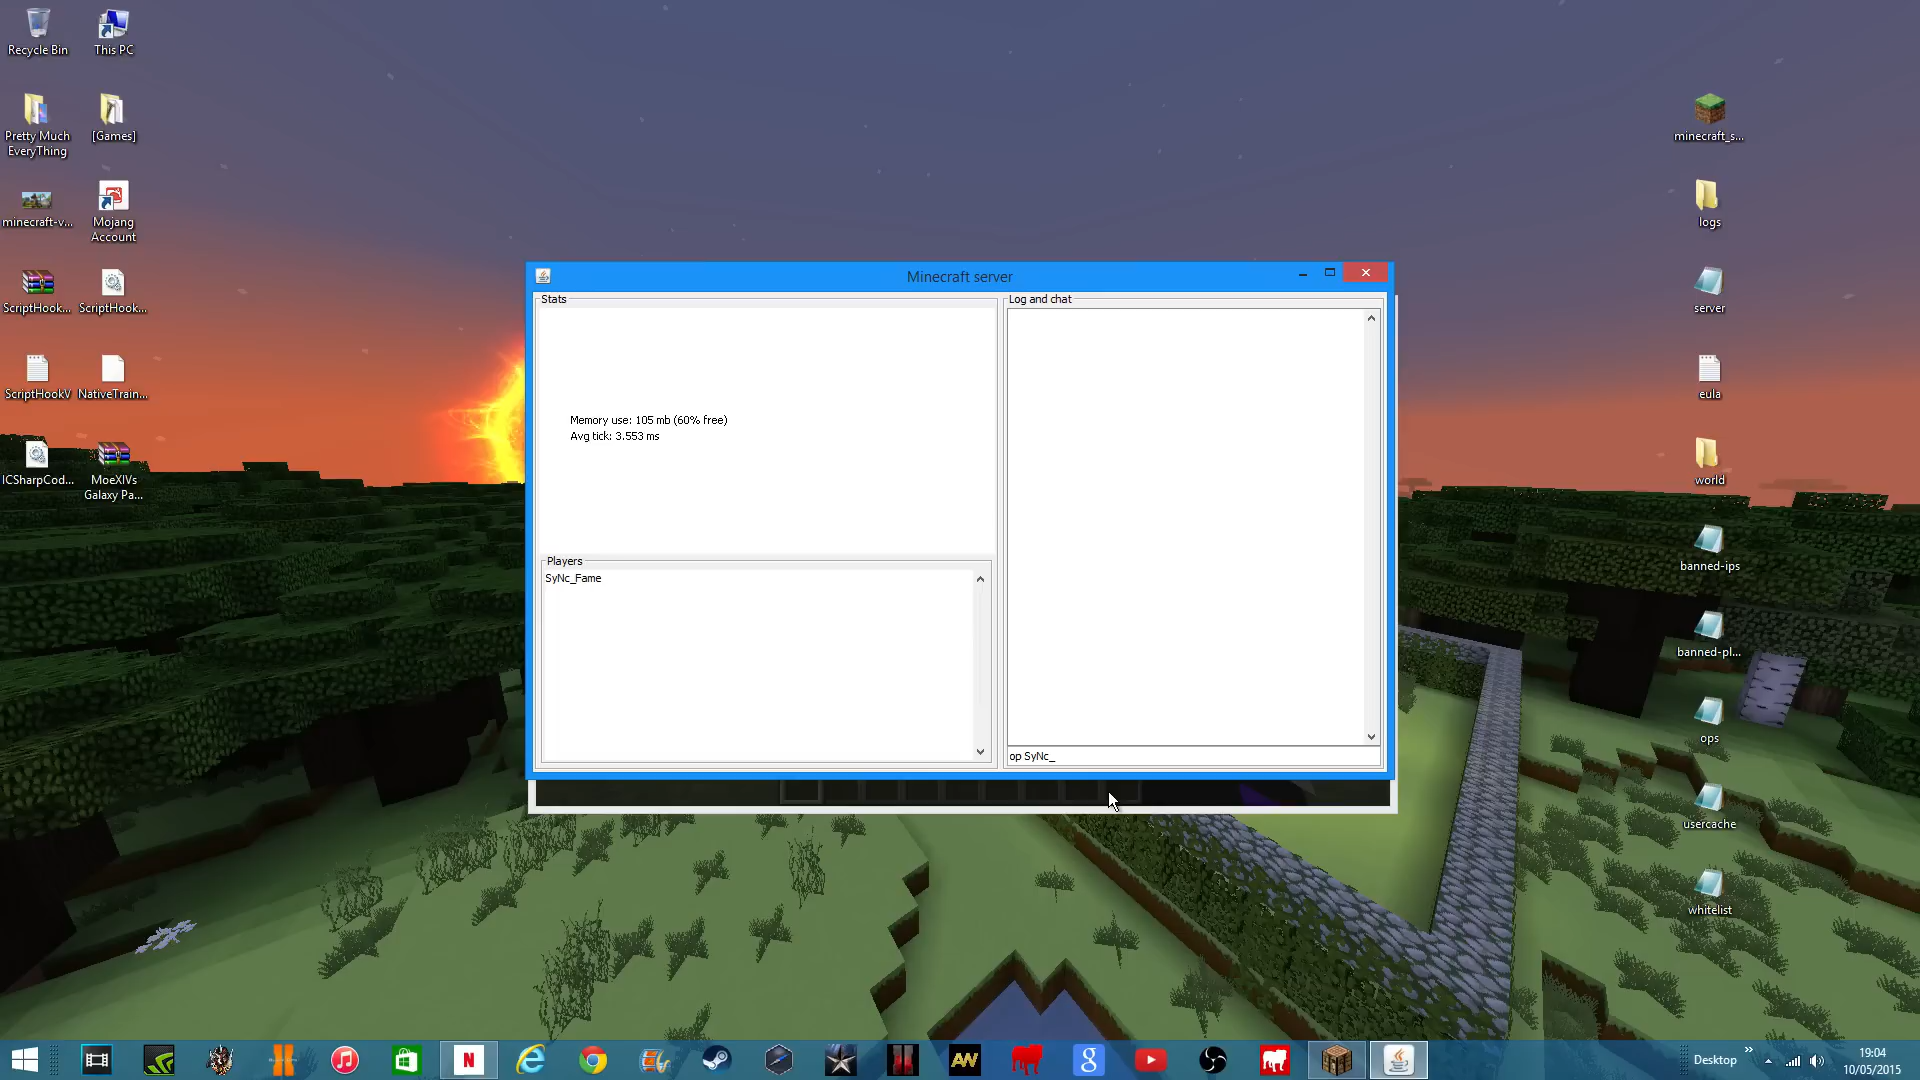 Recycle Bin
This PC
Pretty Much
EveryThing
[Games]
minecraft-v...
Mojang
Account
ScriptHook...
ScriptHook...
ScriptHookV
NativeTrain...
ICSharpCod...
MoeXIVs
Galaxy Pa...
Minecraft server
Stats
Memory use: 105 mb (60% free)
Avg tick: 3.553 ms
Players
SyNc_Fame
Log and chat
op SyNc_
minecraft_s...
logs
server
eula
world
banned-ips
banned-pl...
ops
usercache
whitelist
N
AW
g
Desktop
19:04
10/05/2015